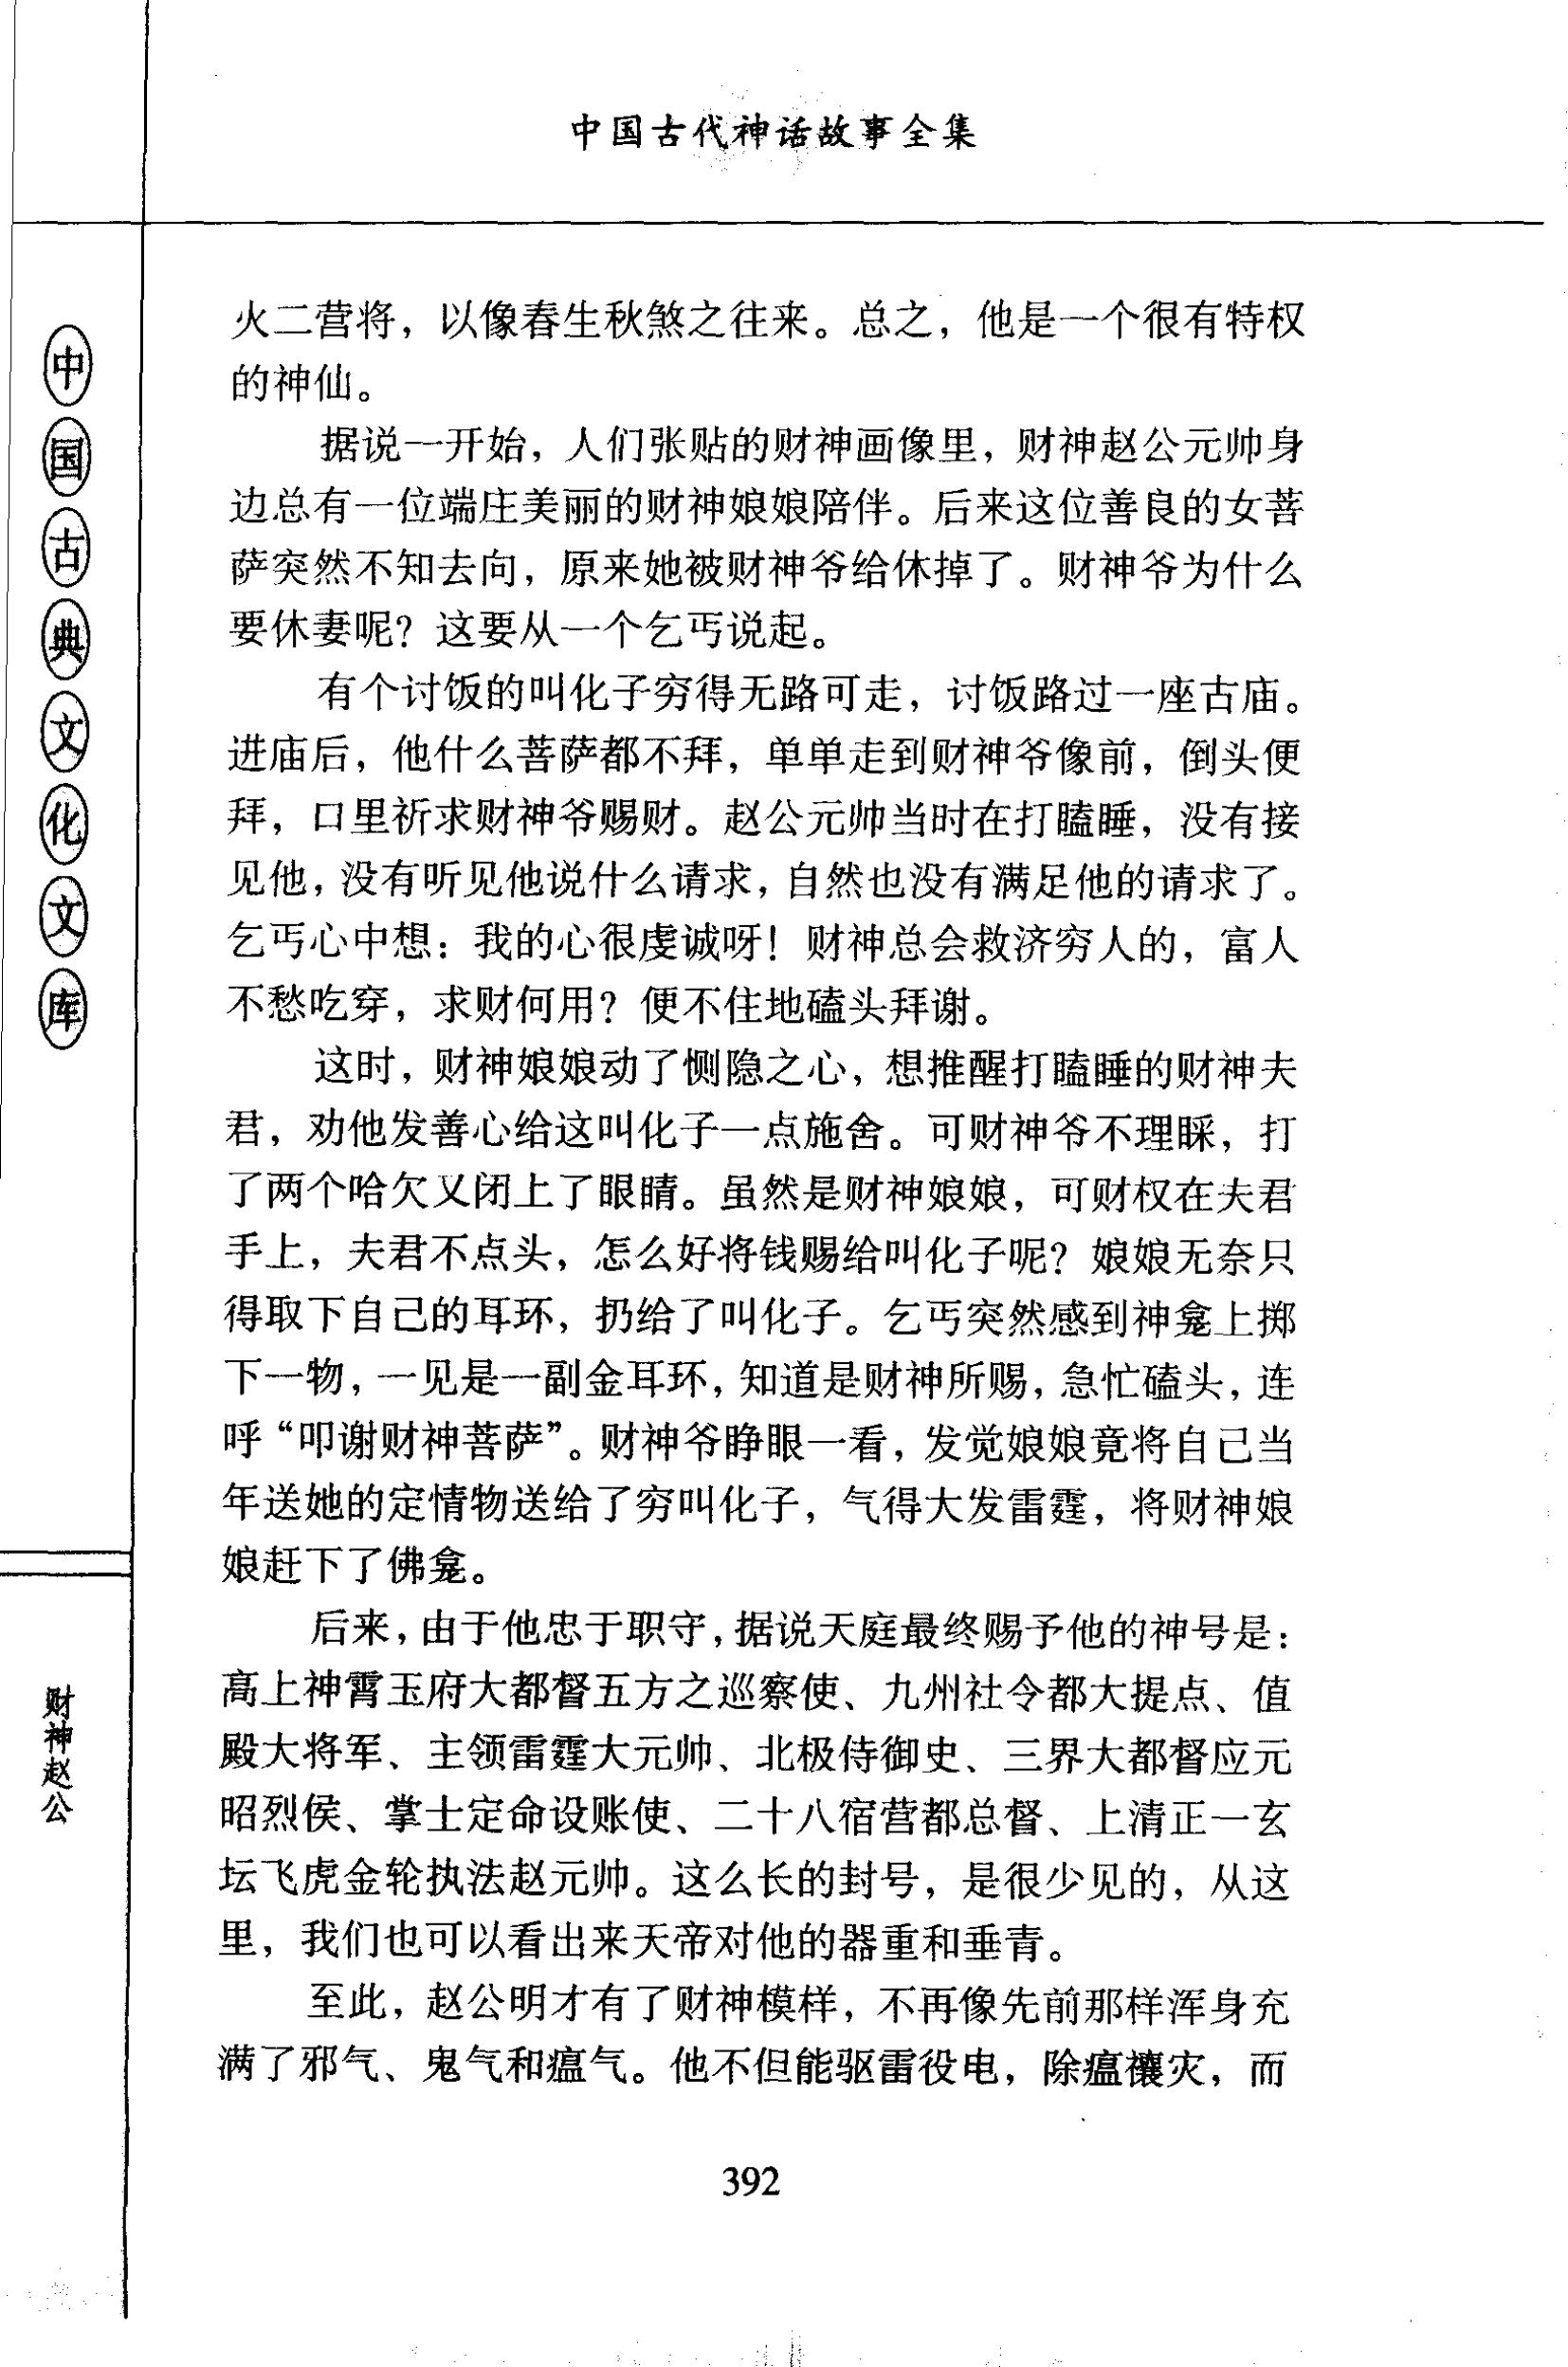 中国古代神话故事全集
中国古典文化文库
财神赵公
火二营将，以像春生秋煞之往来。总之，他是一个很有特权
的神仙。
据说一开始，人们张贴的财神画像里，财神赵公元帅身
边总有一位端庄美丽的财神娘娘陪伴。后来这位善良的女菩
萨突然不知去向，原来她被财神爷给休掉了。财神爷为什么
要休妻呢？这要从一个乞丐说起。
有个讨饭的叫化子穷得无路可走，讨饭路过一座古庙。
进庙后，他什么菩萨都不拜，单单走到财神爷像前，倒头便
拜，口里祈求财神爷赐财。赵公元帅当时在打瞌睡，没有接
见他，没有听见他说什么请求，自然也没有满足他的请求了。
乞丐心中想：我的心很虔诚呀！财神总会救济穷人的，富人
不愁吃穿，求财何用？便不住地磕头拜谢。
这时，财神娘娘动了恻隐之心，想推醒打瞌睡的财神夫
君，劝他发善心给这叫化子一点施舍。可财神爷不理睬，打
了两个哈欠又闭上了眼睛。虽然是财神娘娘，可财权在夫君
手上，夫君不点头，怎么好将钱赐给叫化子呢？娘娘无奈只
得取下自己的耳环，扔给了叫化子。乞丐突然感到神龛上掷
下一物，一见是一副金耳环，知道是财神所赐，急忙磕头，连
呼“叩谢财神菩萨”。财神爷睁眼一看，发觉娘娘竟将自己当
年送她的定情物送给了穷叫化子，气得大发雷霆，将财神娘
娘赶下了佛龛。
后来，由于他忠于职守，据说天庭最终赐予他的神号是：
高上神霄玉府大都督五方之巡察使、九州社令都大提点、值
殿大将军、主领雷霆大元帅、北极侍御史、三界大都督应元
昭烈侯、掌士定命设账使、二十八宿营都总督、上清正一玄
坛飞虎金轮执法赵元帅。这么长的封号，是很少见的，从这
里，我们也可以看出来天帝对他的器重和垂青。
至此，赵公明才有了财神模样，不再像先前那样浑身充
满了邪气、鬼气和瘟气。他不但能驱雷役电，除瘟禳灾，而
392